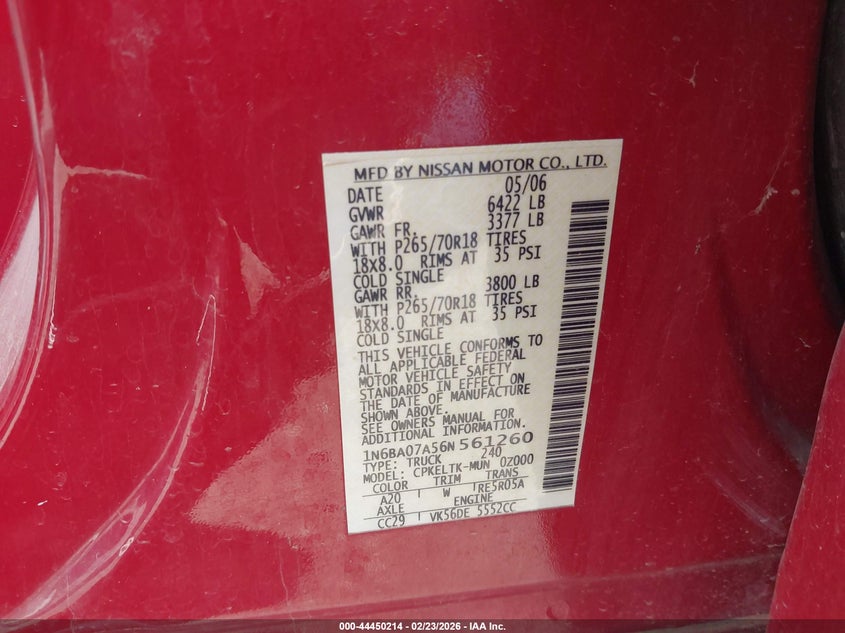 MFD BY NISSAN MOTOR CO., LTD.
DATE 05/06
GVWR 6422 LB
GAWR FR. 3377 LB
WITH P265/70R18 TIRES
18X8.0 RIMS AT 35 PSI
COLD SINGLE
GAWR RR. 3800 LB
WITH P265/70R18 TIRES
18X8.0 RIMS AT 35 PSI
COLD SINGLE
THIS VEHICLE CONFORMS TO
ALL APPLICABLE FEDERAL
MOTOR VEHICLE SAFETY
STANDARDS IN EFFECT ON
THE DATE OF MANUFACTURE
SHOWN ABOVE.
SEE OWNERS MANUAL FOR
ADDITIONAL INFORMATION.
1N6BA07A56N 561260
TYPE: TRUCK 240
MODEL: CPKELTK-MUN 0Z000
COLOR TRIM TRANS
A20 W RE5R05A
AXLE ENGINE
CC29 VK56DE 5552CC
000-44450214 - 02/23/2026 - IAA Inc.